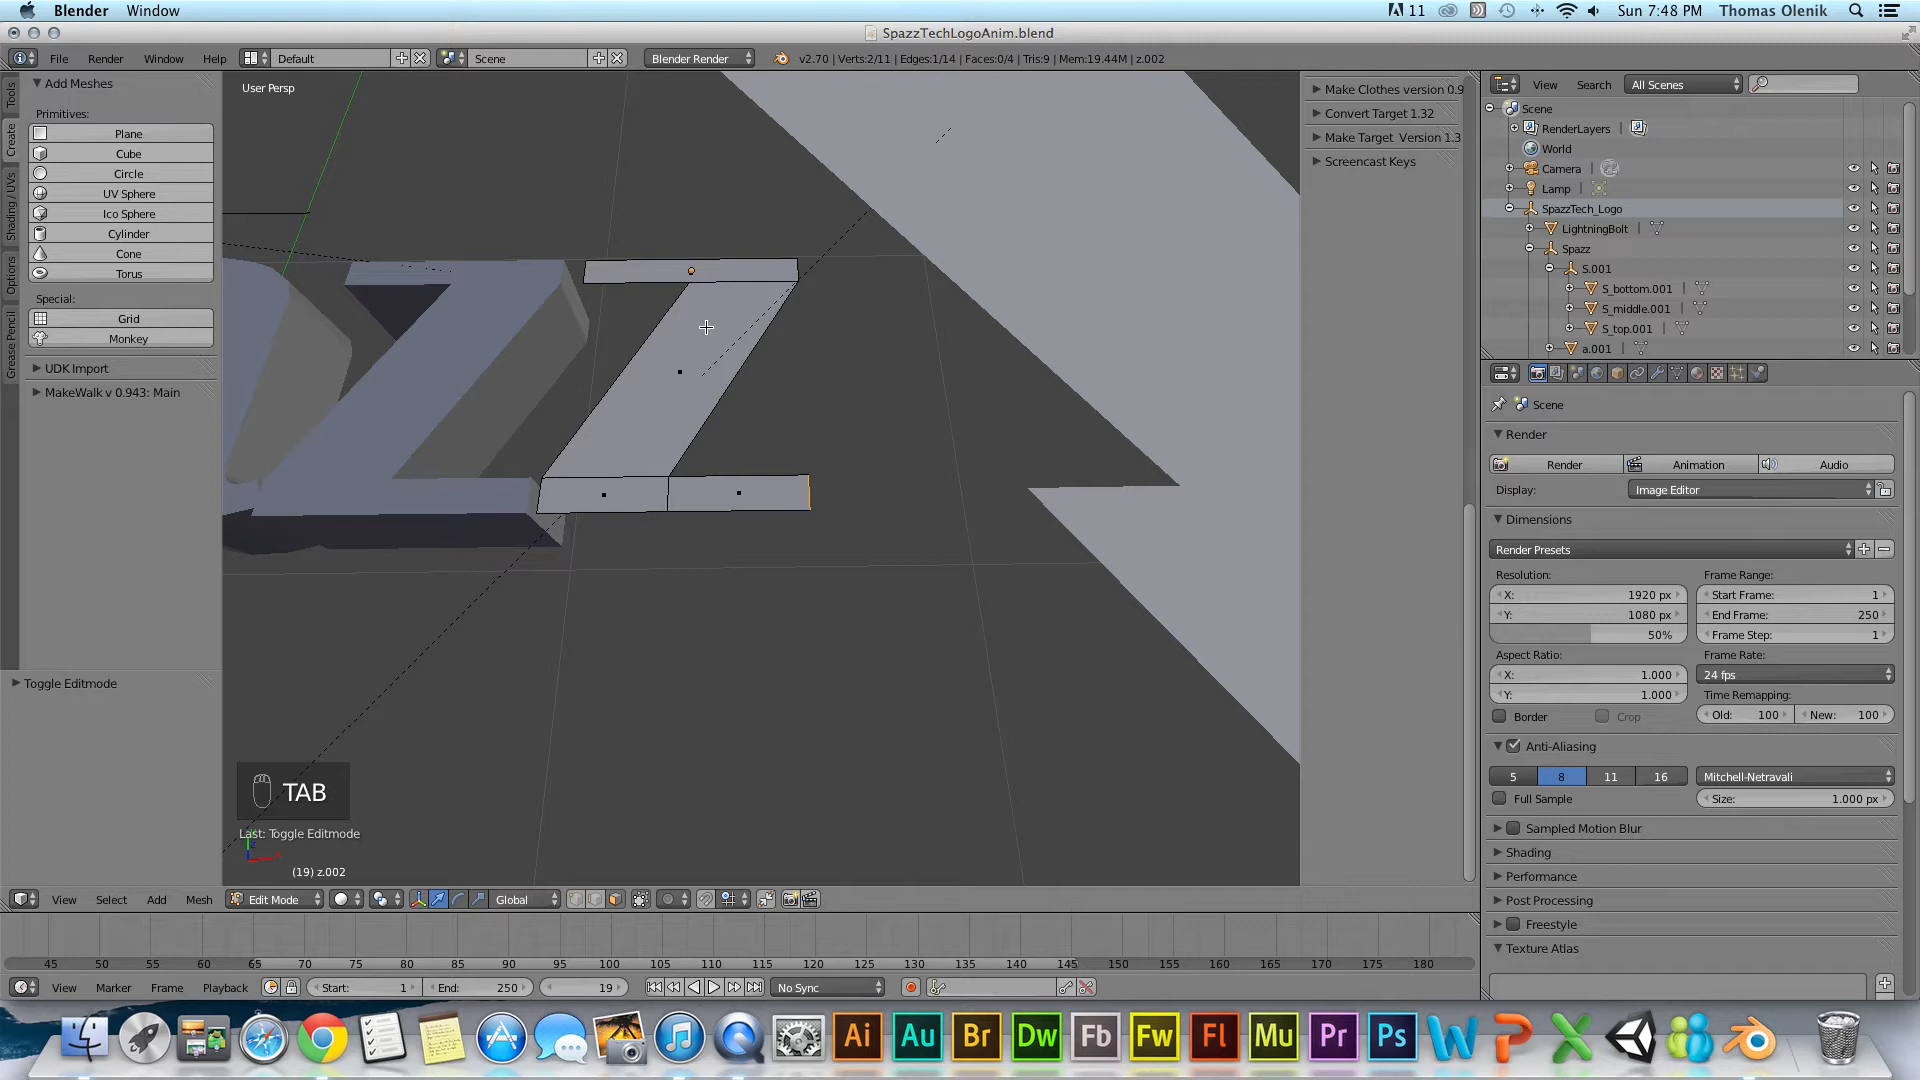 Blender Window 11 Sun 7:48 PM Thomas Olenik
SpazzTechLogoAnim.blend
File Render Window Help Default Scene Blender Render v2.70 | Verts:2/11 | Edges:1/14 | Faces:0/4 | Tris:9 | Mem:19.44M | z.002
Tools
Create
Shading / UVs
Options
Grease Pencil
Add Meshes
Primitives:
Plane
Cube
Circle
UV Sphere
Ico Sphere
Cylinder
Cone
Torus
Special:
Grid
Monkey
UDK Import
MakeWalk v 0.943: Main
Toggle Editmode
User Persp
TAB
Last: Toggle Editmode
(19) z.002
View Select Add Mesh Edit Mode Global
Make Clothes version 0.9
Convert Target 1.32
Make Target Version 1.3
Screencast Keys
View Search All Scenes
Scene
RenderLayers
World
Camera
Lamp
SpazzTech_Logo
LightningBolt
Spazz
S.001
S_bottom.001
S_middle.001
S_top.001
a.001
Scene
Render
Render Animation Audio
Display: Image Editor
Dimensions
Render Presets
Resolution: Frame Range:
X: 1920 px Start Frame: 1
Y: 1080 px End Frame: 250
50% Frame Step: 1
Aspect Ratio: Frame Rate:
X: 1.000 24 fps
Y: 1.000 Time Remapping:
Border Crop Old: 100 New: 100
Anti-Aliasing
5 8 11 16 Mitchell-Netravali
Full Sample Size: 1.000 px
Sampled Motion Blur
Shading
Performance
Post Processing
Freestyle
Texture Atlas
45 50 55 60 65 70 75 80 85 90 95 100 105 110 115 120 125 130 135 140 145 150 155 160 165 170 175 180
View Marker Frame Playback Start: 1 End: 250 19 No Sync
Ai Au Br Dw Fb Fw Fl Mu Pr Ps